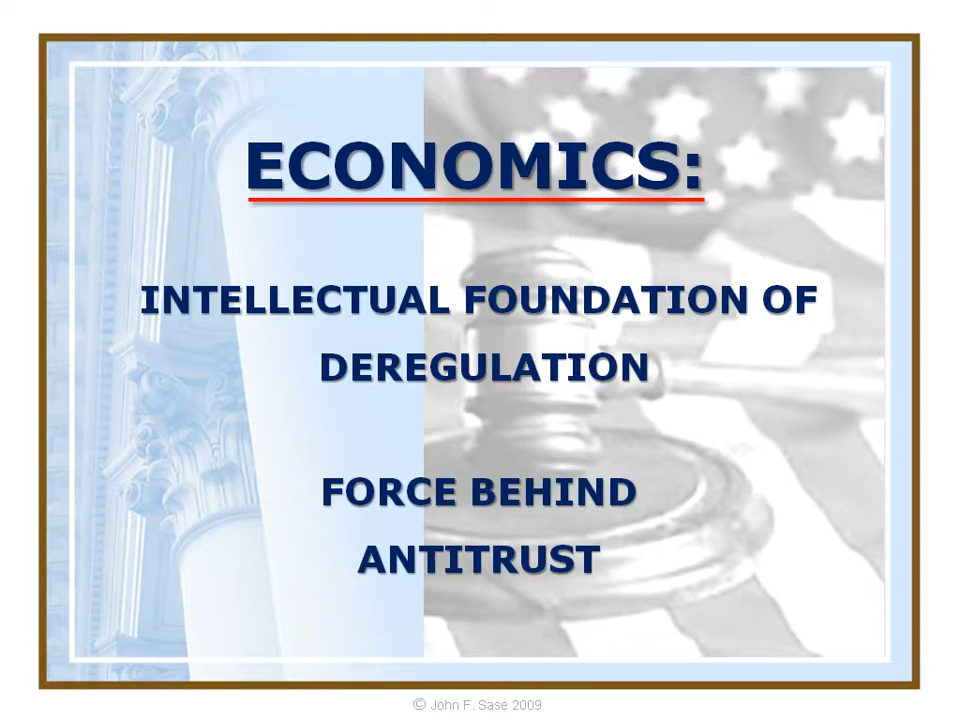 ECONOMICS:
INTELLECTUAL FOUNDATION OF
DEREGULATION
FORCE BEHIND
ANTITRUST
© John F. Sase 2009